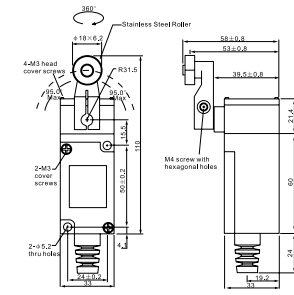 360°
Stainless Steel Roller
ϕ18×6.2
4-M3 head
cover screws
R31.5
95.0°
Max
95.0°
Max
15.5
110
2-M3
cover
screws
50±0.2
2-ϕ5.2
thru holes
4
24±0.2
33
58±0.8
53±0.8
39.5±0.8
21.4
M4 screw with
hexagonal holes
60
24
19.2
33